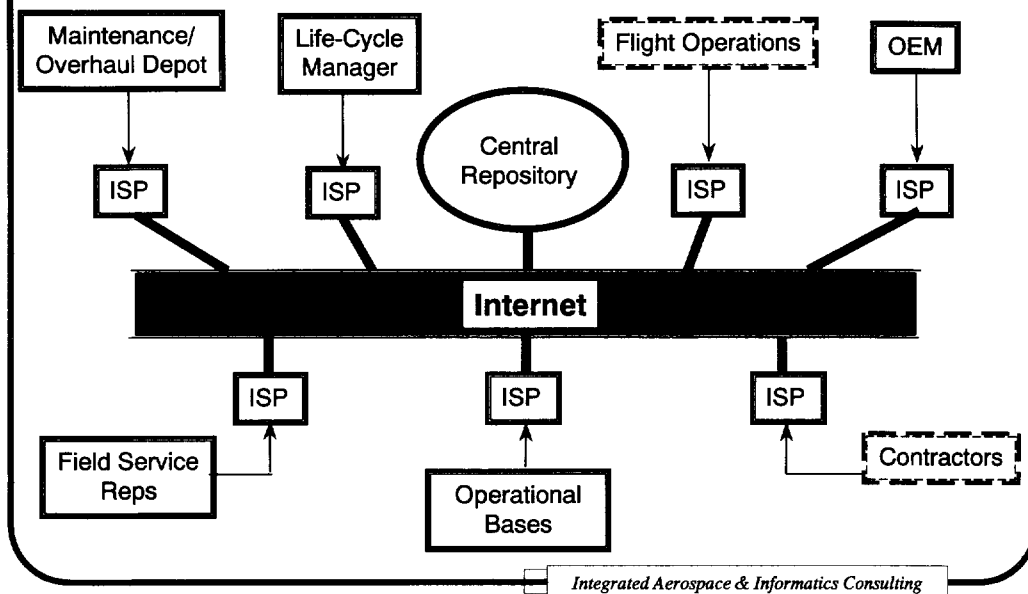 Maintenance/
Overhaul Depot
Life-Cycle
Manager
Flight Operations
OEM
Central
Repository
ISP
ISP
ISP
ISP
Internet
ISP
ISP
ISP
Field Service
Reps
Operational
Bases
Contractors
Integrated Aerospace & Informatics Consulting